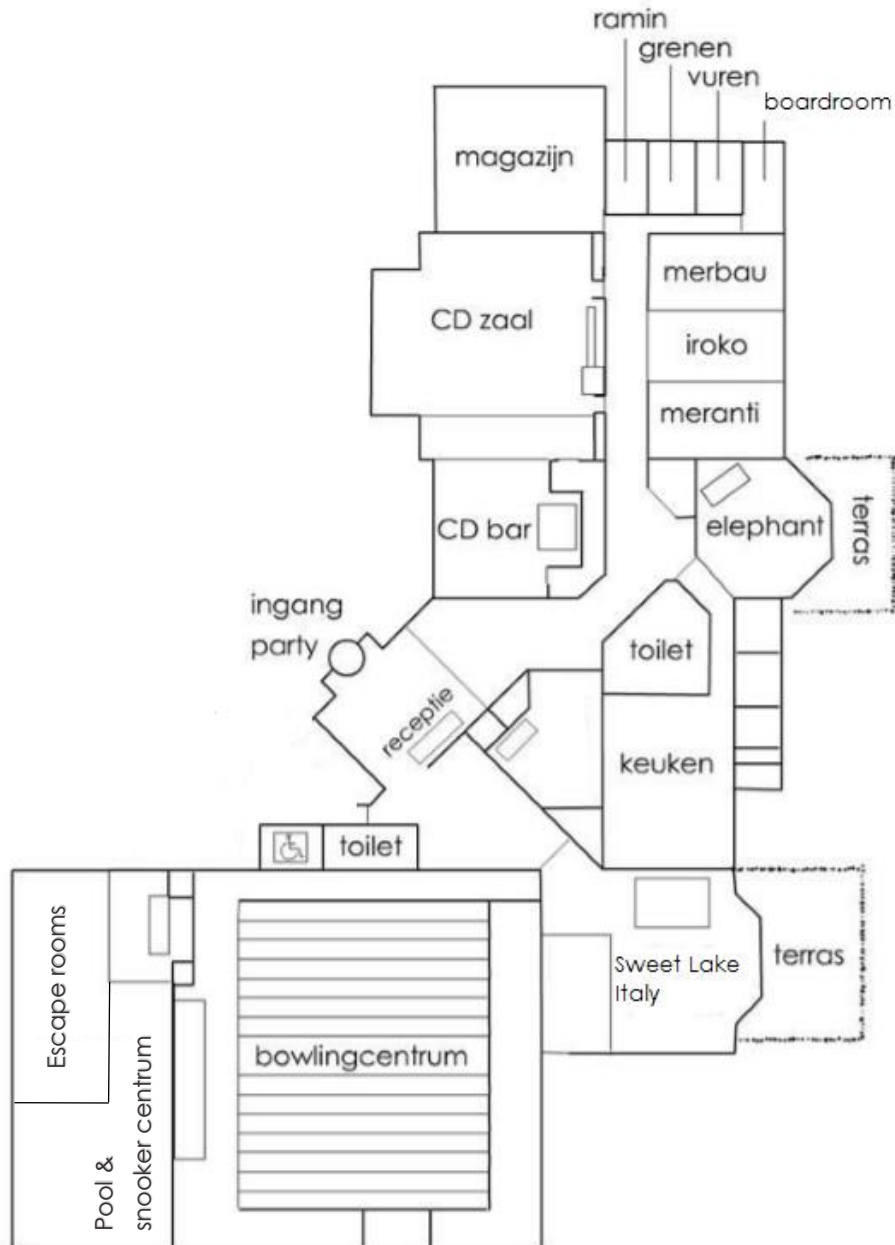 ramin
grenen
vuren
boardroom
magazijn
merbau
CD zaal
iroko
meranti
CD bar
elephant
terras
ingang
party
toilet
receptie
keuken
toilet
Escape rooms
Sweet Lake
Italy
terras
bowlingcentrum
Pool &
snooker centrum